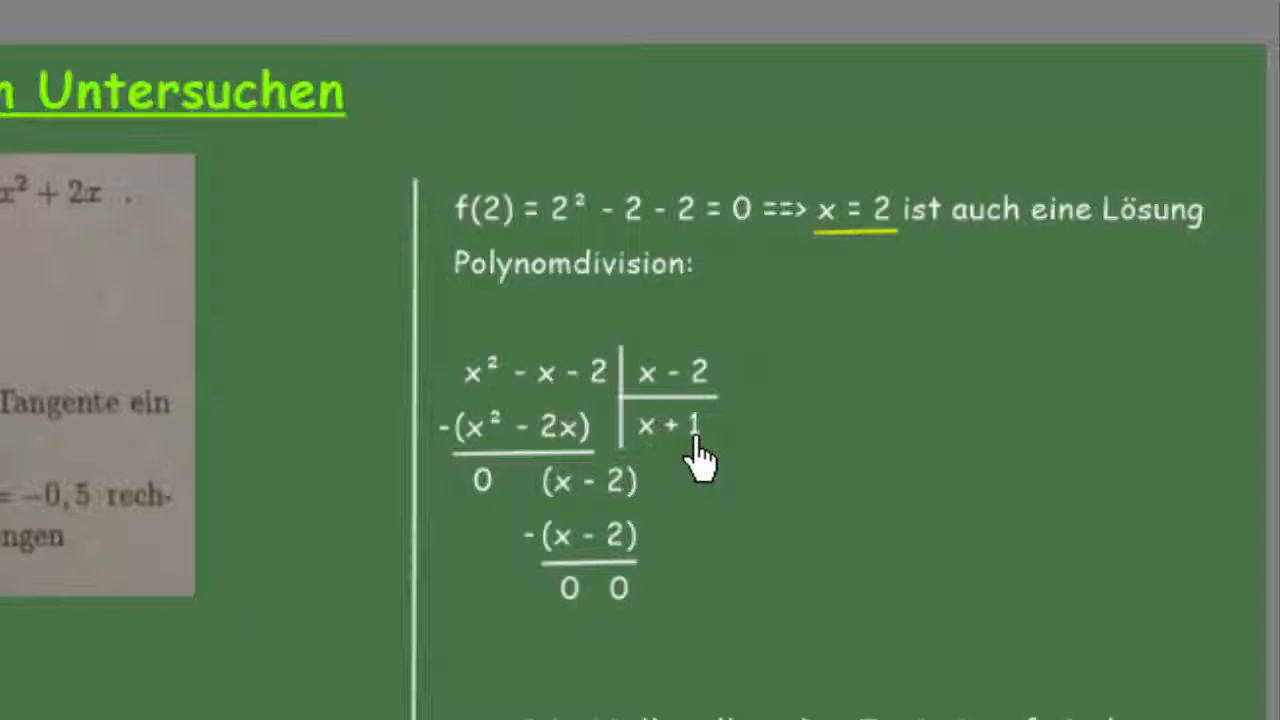 n Untersuchen
x² + 2x .
Tangente ein
= −0,5 rech-
ngen
f(2) = 2² - 2 - 2 = 0 ==> x = 2 ist auch eine Lösung
Polynomdivision:
x² - x - 2 | x - 2
-(x² - 2x) | x + 1
0 (x - 2)
-(x - 2)
0 0